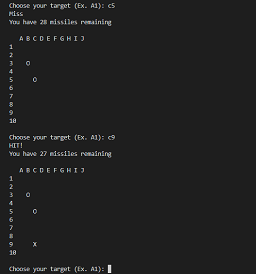 Choose your target (Ex. A1): c5
Miss
You have 28 missiles remaining
A B C D E F G H I J
1
2
3 O
4
5 O
6
7
8
9
10
Choose your target (Ex. A1): c9
HIT!
You have 27 missiles remaining
A B C D E F G H I J
1
2
3 O
4
5 O
6
7
8
9 X
10
Choose your target (Ex. A1):